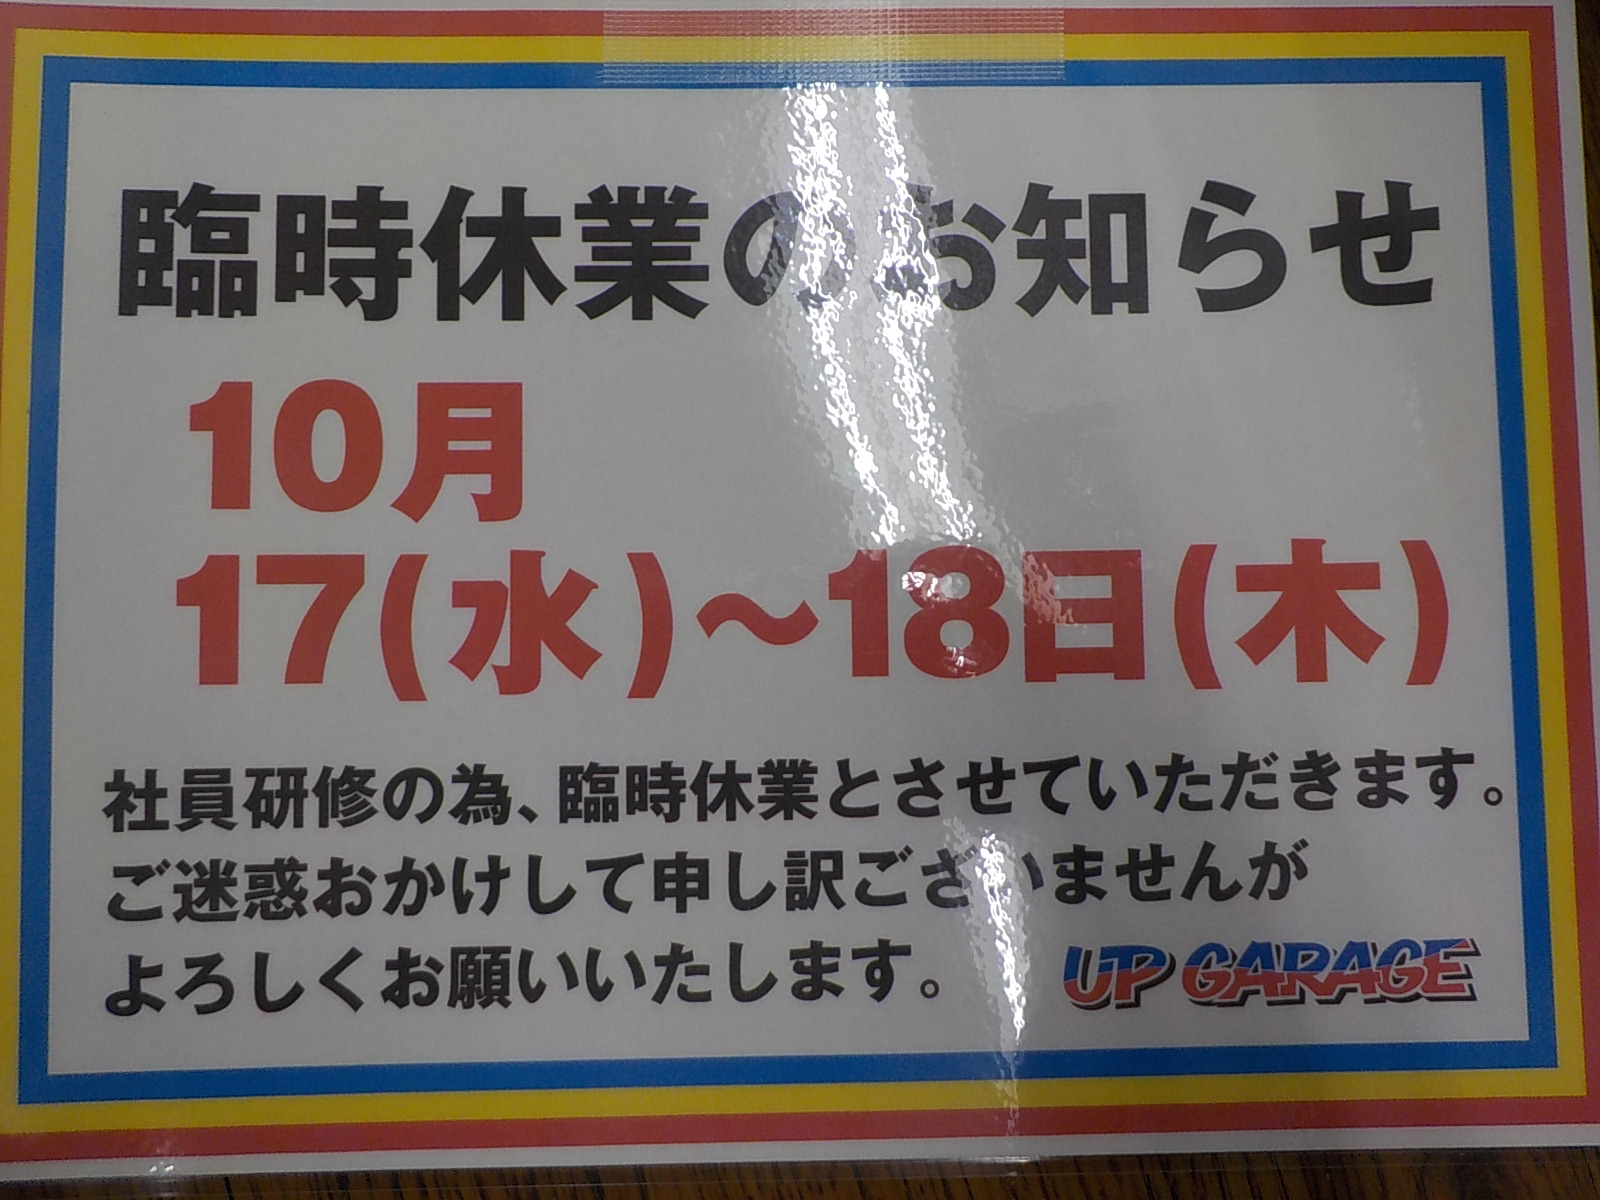 臨時休業のお知らせ
10月
17(水)～18日(木)
社員研修の為、臨時休業とさせていただきます。
ご迷惑おかけして申し訳ございませんが
よろしくお願いいたします。
UP GARAGE